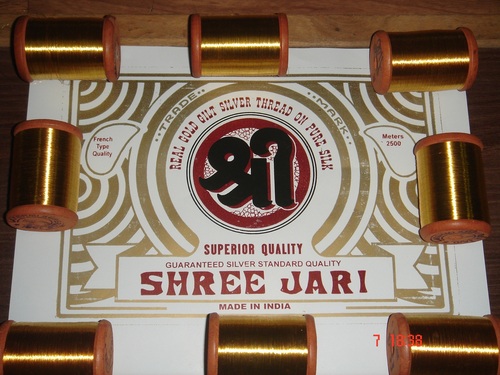 TRADE MARK
REAL GOLD GILT SILVER THREAD ON PURE SILK
French
Type
Quality
Meters
2500
श्री
SUPERIOR QUALITY
GUARANTEED SILVER STANDARD QUALITY
SHREE JARI
MADE IN INDIA